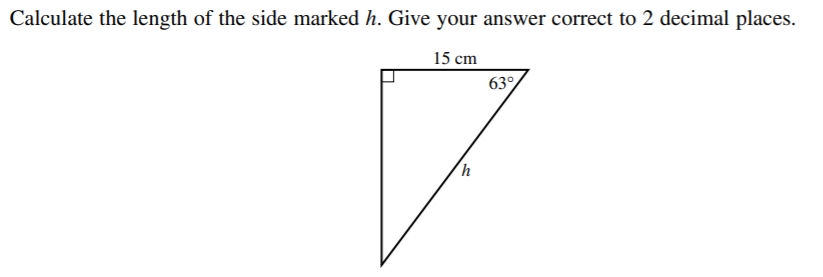 Calculate the length of the side marked h. Give your answer correct to 2 decimal places.
15 cm
63°
h